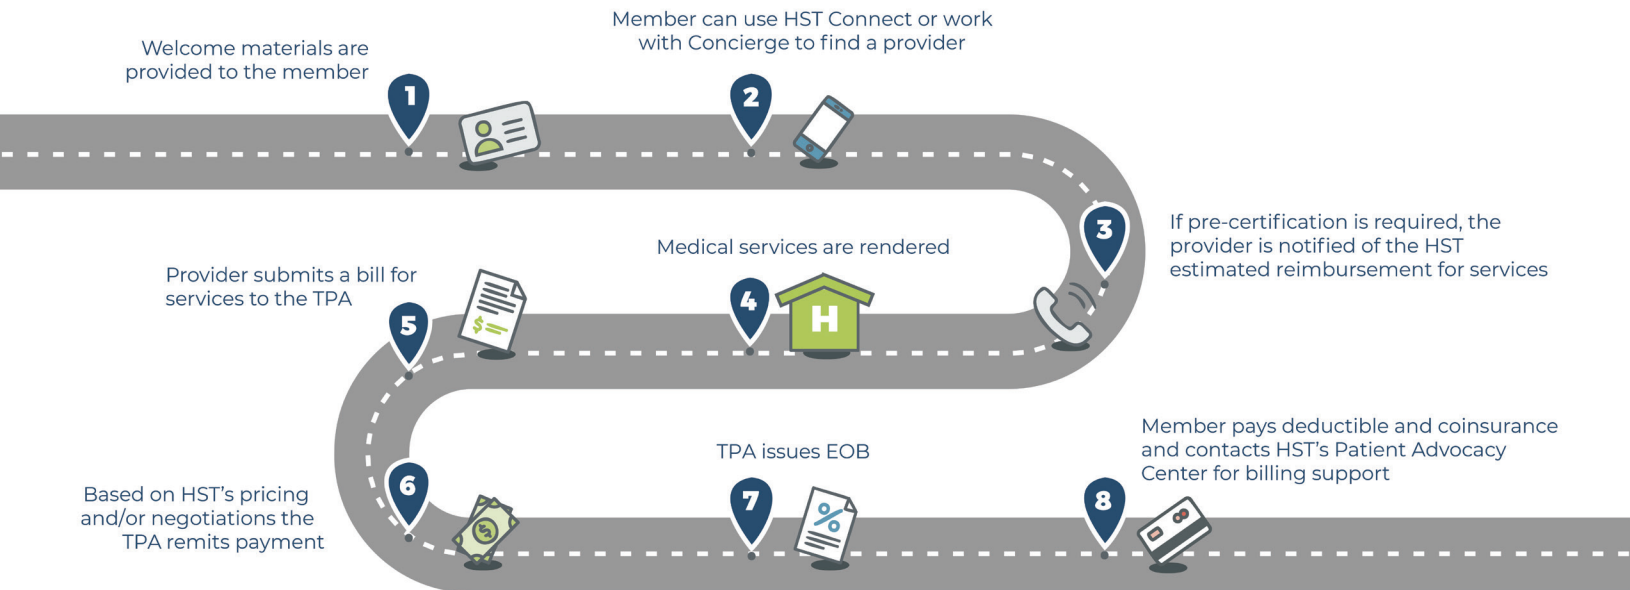 Welcome materials are
provided to the member
1
Member can use HST Connect or work
with Concierge to find a provider
2
3
If pre-certification is required, the
provider is notified of the HST
estimated reimbursement for services
Medical services are rendered
4
H
Provider submits a bill for
services to the TPA
5
$
Based on HST's pricing
and/or negotiations the
TPA remits payment
6
$
TPA issues EOB
7
%
Member pays deductible and coinsurance
and contacts HST's Patient Advocacy
Center for billing support
8